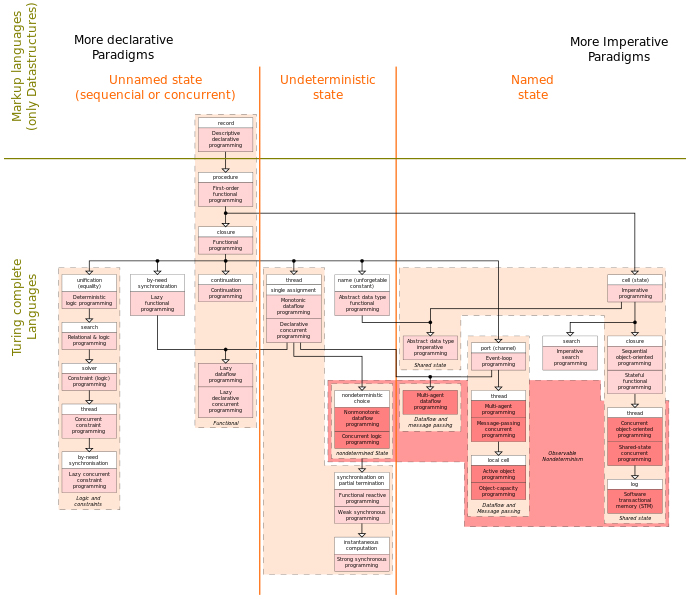 Markup languages
(only Datastructures)
More declarative
Paradigms
More Imperative
Paradigms
Unnamed state
(sequencial or concurrent)
Undeterministic
state
Named
state
Turing complete
Languages
record
Descriptive
declarative
programming
procedure
First-order
functional
programming
closure
Functional
programming
unification
(equality)
Deterministic
logic programming
search
Relational & logic
programming
solver
Constraint (logic)
programming
thread
Concurrent
constraint
programming
by-need
synchronisation
Lazy concurrent
constraint
programming
Logic and
constraints
by-need
synchronization
Lazy
functional
programming
continuation
Continuation
programming
Lazy
dataflow
programming
Lazy
declarative
concurrent
programming
Functional
thread
single assignment
Monotonic
dataflow
programming
Declarative
concurrent
programming
name (unforgetable
constant)
Abstract data type
functional
programming
nondeterministic
choice
Nonmonotonic
dataflow
programming
Concurrent logic
programming
nondetermined State
synchronisation on
partial termination
Functional reactive
programming
Weak synchronous
programming
instantaneous
computation
Strong synchronous
programming
Abstract data type
imperative
programming
Shared state
Multi-agent
dataflow
programming
Dataflow and
message passing
port (channel)
Event-loop
programming
thread
Multi-agent
programming
Message-passing
concurrent
programming
local cell
Active object
programming
Object-capacity
programming
Dataflow and
Message passing
search
Imperative
search
programming
Observable
Nondeterminism
cell (state)
Imperative
programming
closure
Sequential
object-oriented
programming
Stateful
functional
programming
thread
Concurrent
object-oriented
programming
Shared-state
concurrent
programming
log
Software
transactional
memory (STM)
Shared state